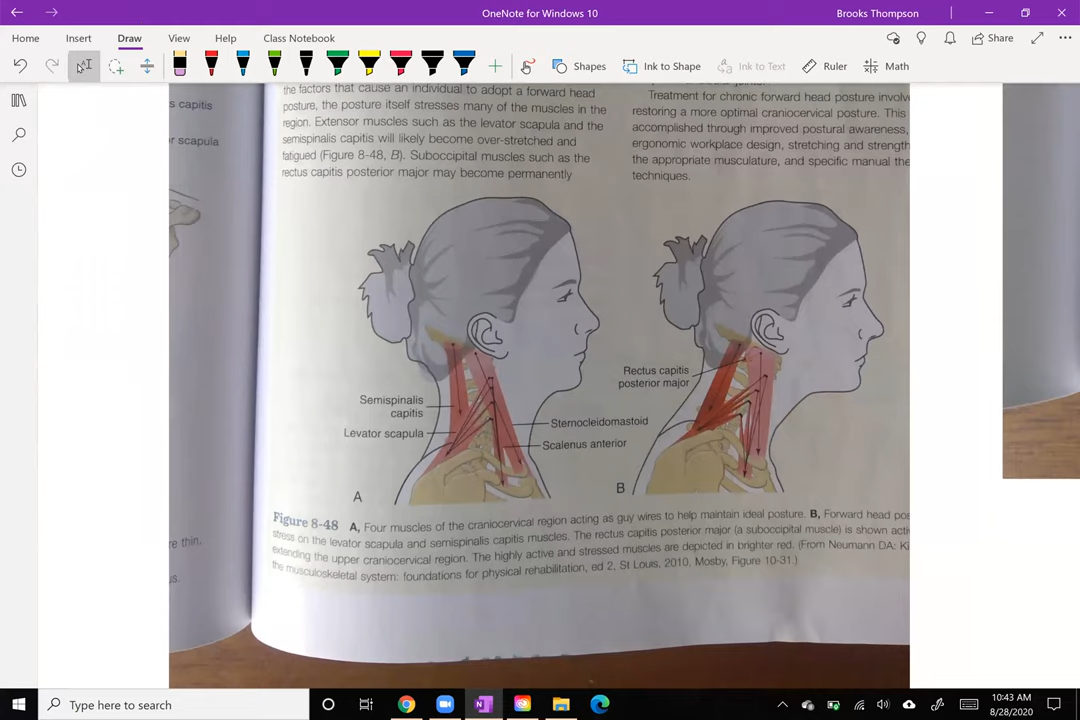 OneNote for Windows 10
Brooks Thompson
Home
Insert
Draw
View
Help
Class Notebook
Share
Shapes
Ink to Shape
Ink to Text
Ruler
Math
s capitis
r scapula
re thin,
us.
the factors that cause an individual to adopt a forward head
posture, the posture itself stresses many of the muscles in the
region. Extensor muscles such as the levator scapula and the
semispinalis capitis will likely become over-stretched and
fatigued (Figure 8-48, B). Suboccipital muscles such as the
rectus capitis posterior major may become permanently
Treatment for chronic forward head posture involv
restoring a more optimal craniocervical posture. This
accomplished through improved postural awareness,
ergonomic workplace design, stretching and strength
the appropriate musculature, and specific manual the
techniques.
Semispinalis
capitis
Levator scapula
Sternocleidomastoid
Scalenus anterior
Rectus capitis
posterior major
A
B
Figure 8-48 A, Four muscles of the craniocervical region acting as guy wires to help maintain ideal posture. B, Forward head pos
stress on the levator scapula and semispinalis capitis muscles. The rectus capitis posterior major (a suboccipital muscle) is shown acti
extending the upper craniocervical region. The highly active and stressed muscles are depicted in brighter red. (From Neumann DA: Ki
the musculoskeletal system: foundations for physical rehabilitation, ed 2, St Louis, 2010, Mosby, Figure 10-31.)
Type here to search
10:43 AM
8/28/2020